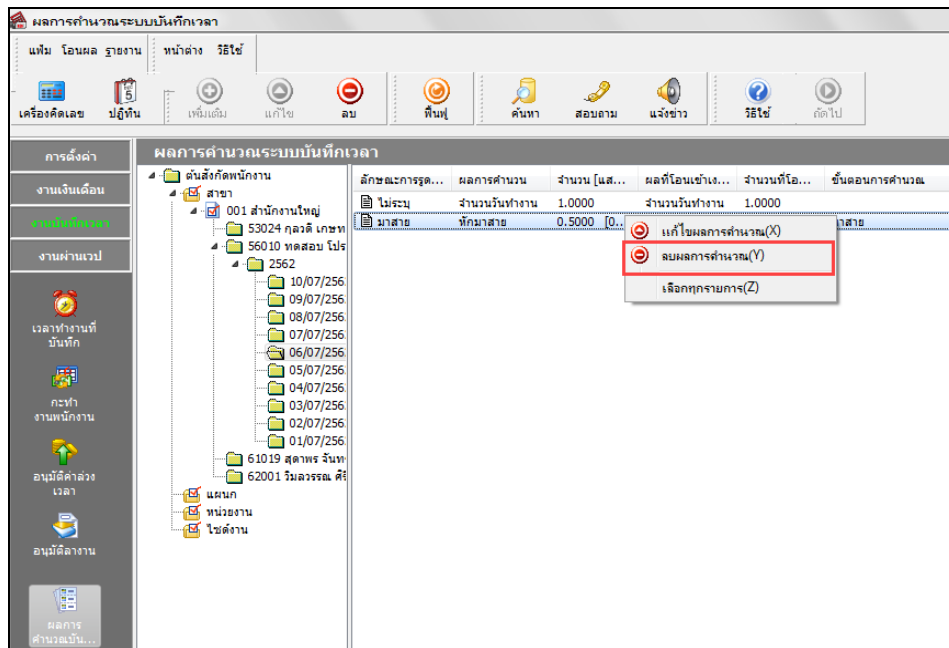 ผลการคำนวณระบบบันทึกเวลา
แฟ้ม โอนผล รายงาน หน้าต่าง วิธีใช้
เครื่องคิดเลข ปฏิทิน เพิ่มเติม แก้ไข ลบ ฟื้นฟู ค้นหา สอบถาม แจ้งข่าว วิธีใช้ ถัดไป
การตั้งค่า
งานเงินเดือน
งานบันทึกเวลา
งานผ่านเวป
เวลาทำงานที่
บันทึก
กะทำ
งานพนักงาน
อนุมัติค่าล่วง
เวลา
อนุมัติลางาน
ผลการ
คำนวณบัน...
ผลการคำนวณระบบบันทึกเวลา
ต้นสังกัดพนักงาน
สาขา
001 สำนักงานใหญ่
53024 กุลวดี เกษท
56010 ทดสอบ โปร
2562
10/07/256
09/07/256
08/07/256
07/07/256
06/07/256
05/07/256
04/07/256
03/07/256
02/07/256
01/07/256
61019 สุดาพร จันท
62001 วิมลวรรณ ศิริ
แผนก
หน่วยงาน
ไซด์งาน
ลักษณะการรูด... ผลการคำนวน จำนวน [แส... ผลที่โอนเข้าเง... จำนวนที่โอ... ขั้นตอนการคำนวณ
ไม่ระบุ จำนวนวันทำงาน 1.0000 จำนวนวันทำงาน 1.0000
มาสาย หักมาสาย 0.5000 [0.. าสาย
แก้ไขผลการคำนวณ(X)
ลบผลการคำนวณ(Y)
เลือกทุกรายการ(Z)